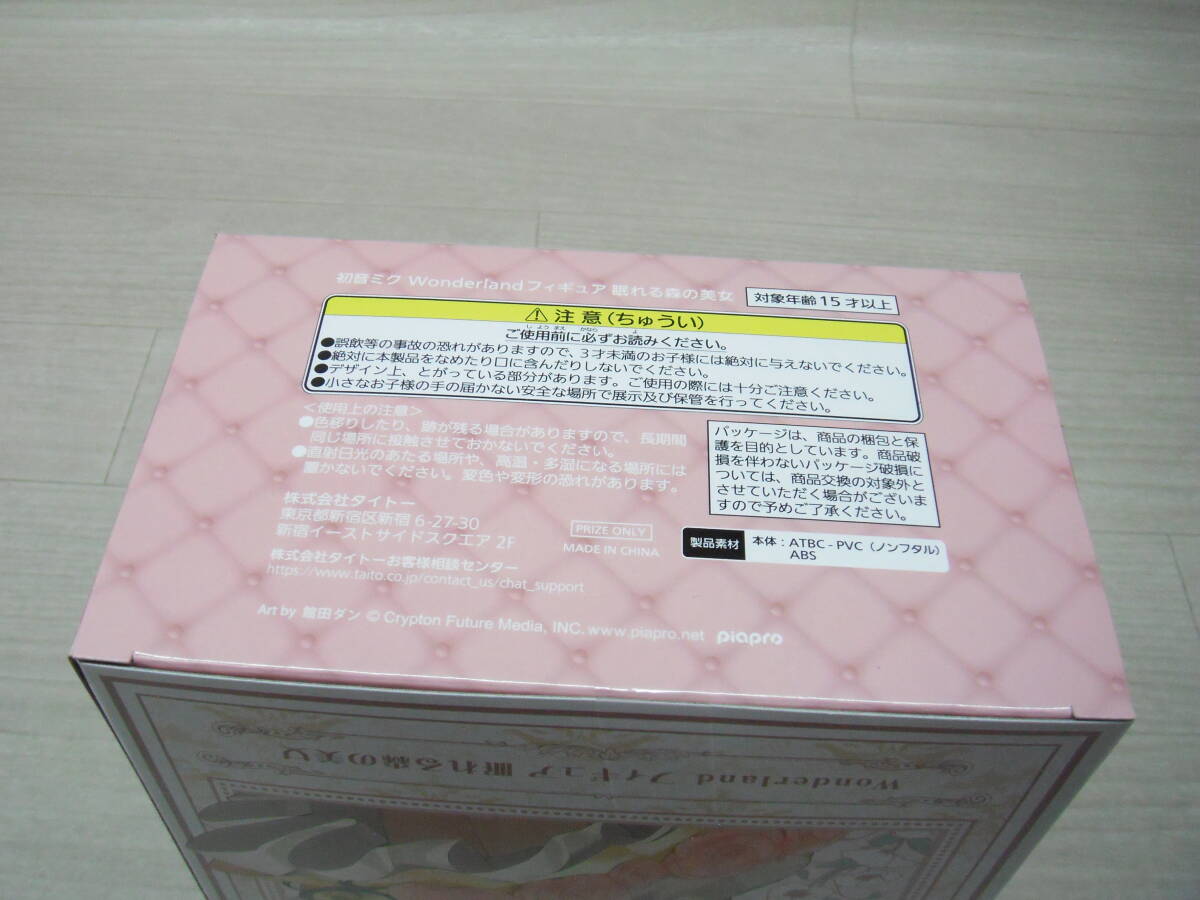 初音ミク Wonderland フィギュア 眠れる森の美女
対象年齢15才以上
⚠注意(ちゅうい)
しよう まえ かなら よ
ご使用前に必ずお読みください。
●誤飲等の事故の恐れがありますので、3才未満のお子様には絶対に与えないでください。
●絶対に本製品をなめたり口に含んだりしないでください。
●デザイン上、とがっている部分があります。ご使用の際には十分ご注意ください。
●小さなお子様の手の届かない安全な場所で展示及び保管を行ってください。
<使用上の注意>
●色移りしたり、跡が残る場合がありますので、長期間
同じ場所に接触させておかないでください。
●直射日光のあたる場所や、高温・多湿になる場所には
置かないでください。変色や変形の恐れがあります。
パッケージは、商品の梱包と保
護を目的としています。商品破
損を伴わないパッケージ破損に
ついては、商品交換の対象外と
させていただく場合がございま
すので予めご了承ください。
株式会社タイトー
東京都新宿区新宿 6-27-30
新宿イーストサイドスクエア 2F
PRIZE ONLY
MADE IN CHINA
製品素材
本体:ATBC-PVC(ノンフタル)
ABS
株式会社タイトーお客様相談センター
https://www.taito.co.jp/contact_us/chat_support
Art by 館田ダン © Crypton Future Media, INC. www.piapro.net piapro
Wonderland フィギュア 眠れる森の美女